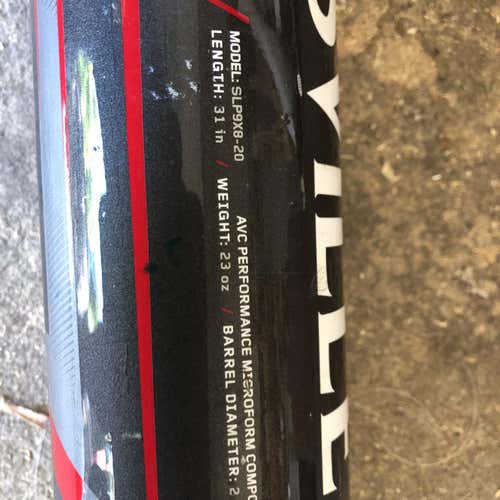 MODEL: SLP9X8-20
LENGTH: 31 in / WEIGHT: 23 oz / BARREL DIAMETER: 2
AVC PERFORMANCE MICROFORM COMPO
VILLE